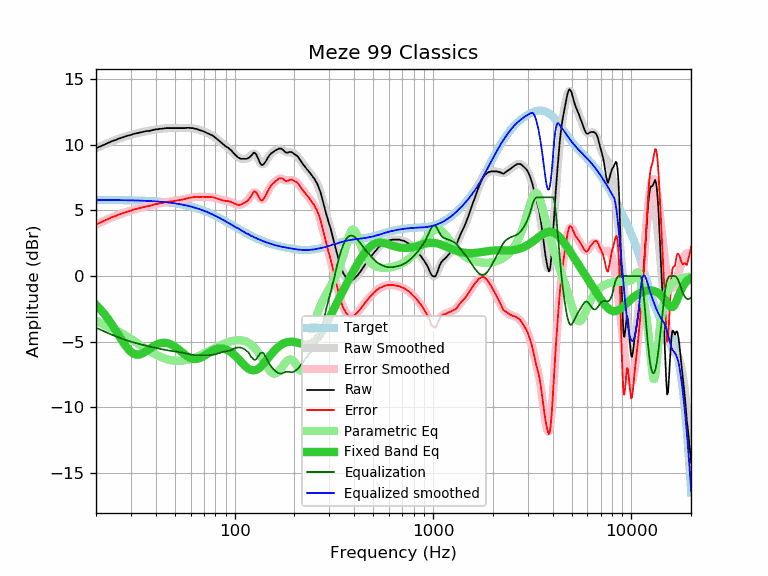 Meze 99 Classics
15
10
5
0
−5
−10
−15
Amplitude (dBr)
Target
Raw Smoothed
Error Smoothed
Raw
Error
Parametric Eq
Fixed Band Eq
Equalization
Equalized smoothed
100
1000
10000
Frequency (Hz)